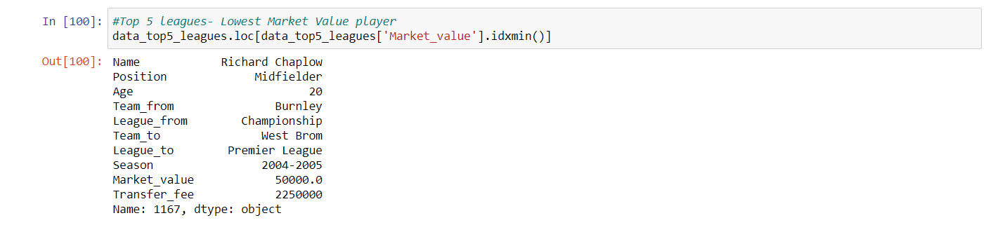 In [100]: #Top 5 leagues- Lowest Market Value player
data_top5_leagues.loc[data_top5_leagues['Market_value'].idxmin()]
Out[100]: Name Richard Chaplow
Position Midfielder
Age 20
Team_from Burnley
League_from Championship
Team_to West Brom
League_to Premier League
Season 2004-2005
Market_value 50000.0
Transfer_fee 2250000
Name: 1167, dtype: object